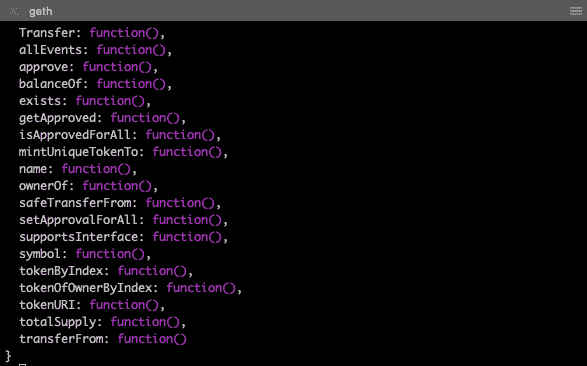 geth
Transfer: function(),
allEvents: function(),
approve: function(),
balanceOf: function(),
exists: function(),
getApproved: function(),
isApprovedForAll: function(),
mintUniqueTokenTo: function(),
name: function(),
ownerOf: function(),
safeTransferFrom: function(),
setApprovalForAll: function(),
supportsInterface: function(),
symbol: function(),
tokenByIndex: function(),
tokenOfOwnerByIndex: function(),
tokenURI: function(),
totalSupply: function(),
transferFrom: function()
}